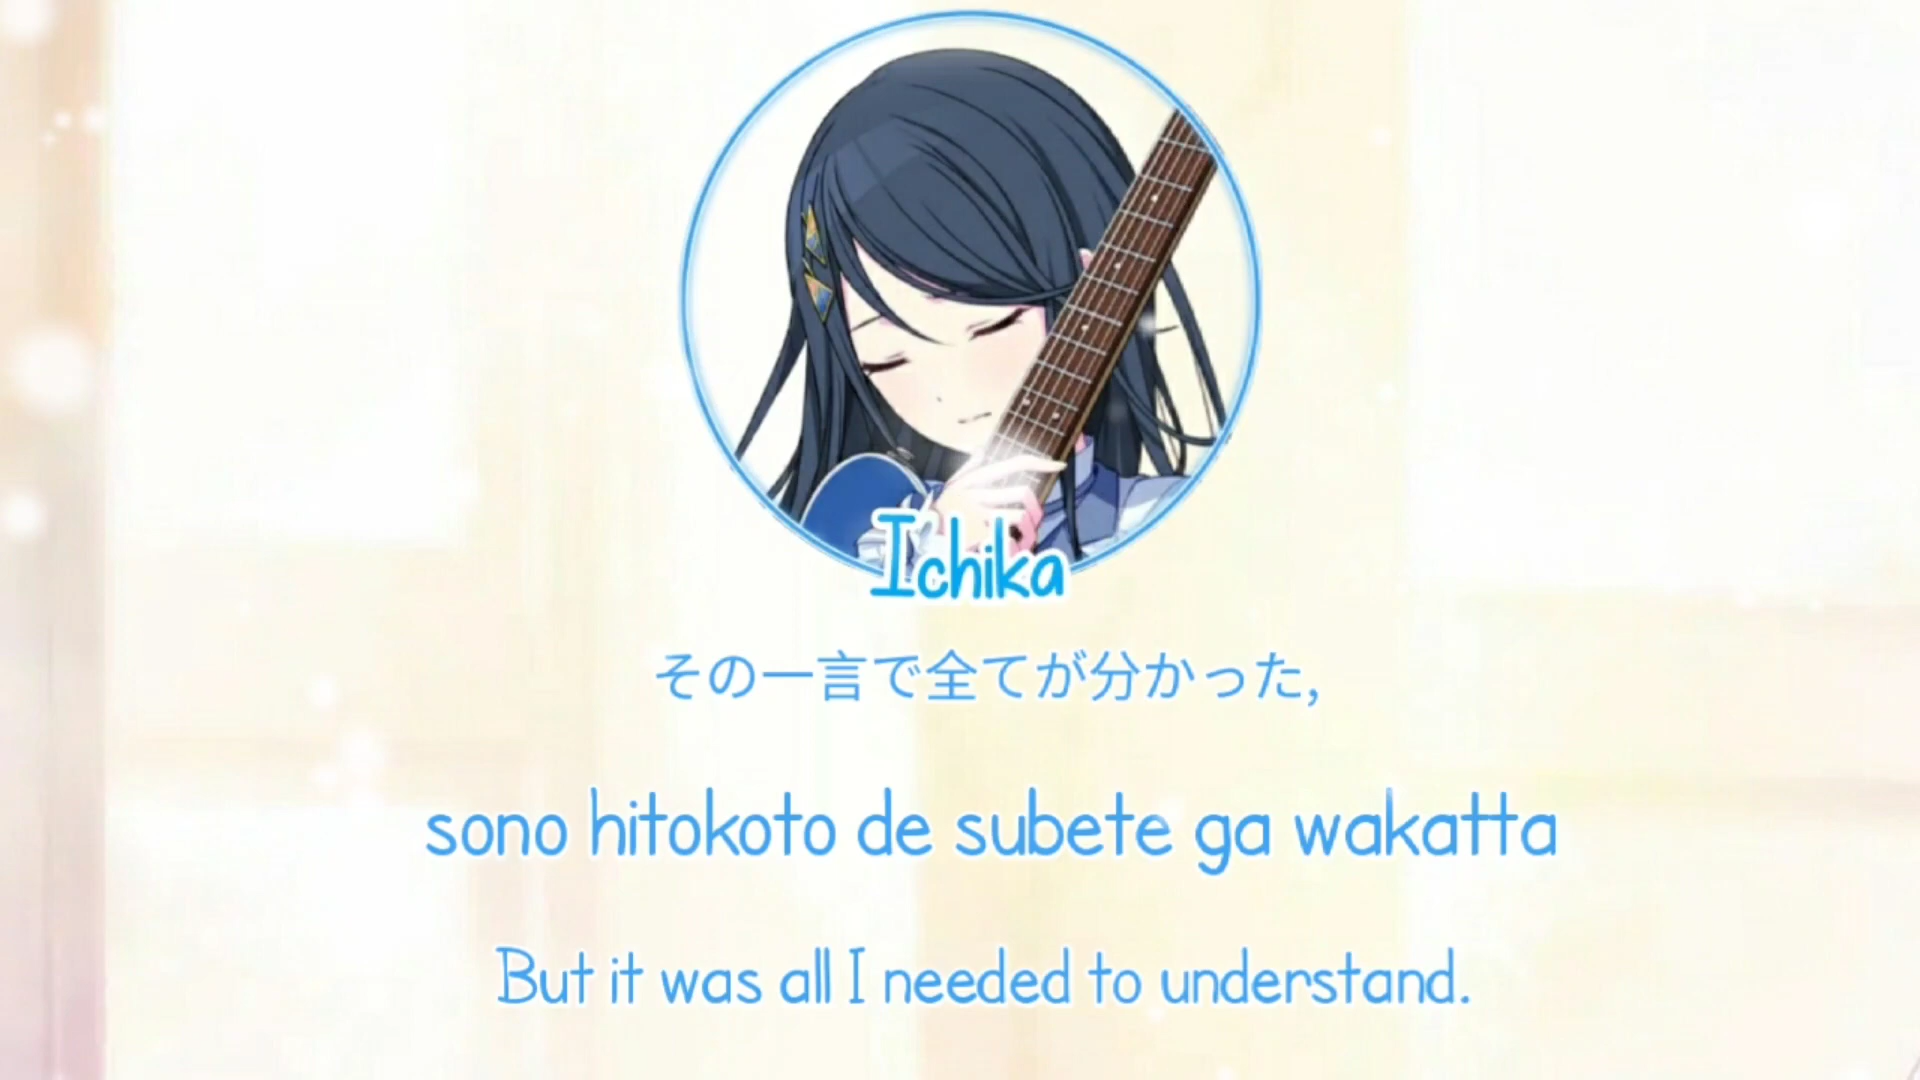 Ichika
その一言で全てが分かった,
sono hitokoto de subete ga wakatta
But it was all I needed to understand.